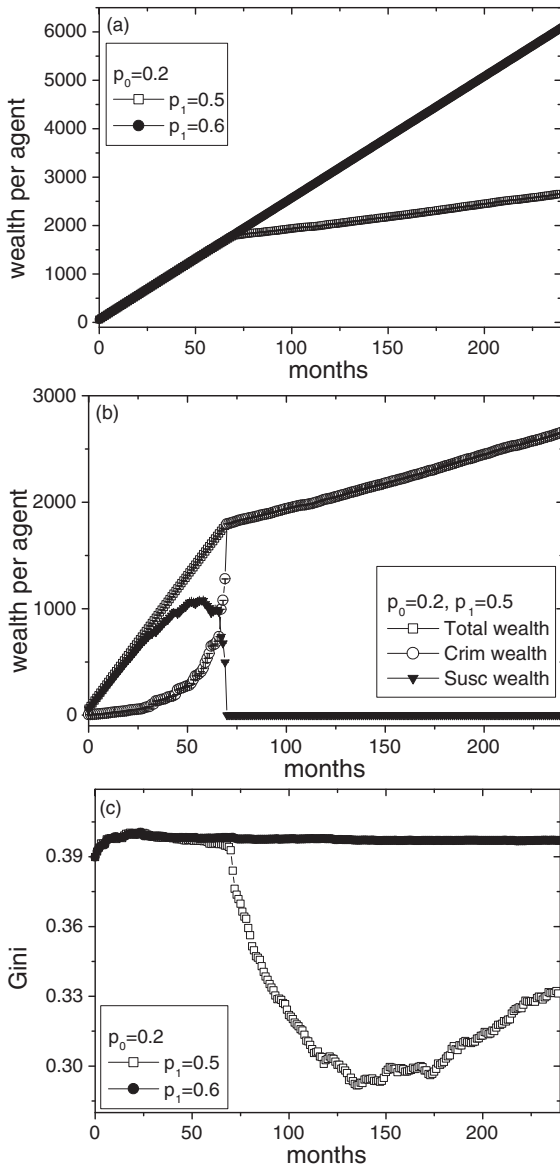 (a)
6000
5000
4000
3000
2000
1000
0
wealth per agent
p₀=0.2
p₁=0.5
p₁=0.6
0 50 100 150 200
months
(b)
3000
2000
1000
0
wealth per agent
p₀=0.2, p₁=0.5
Total wealth
Crim wealth
Susc wealth
0 50 100 150 200
months
(c)
0.39
0.36
0.33
0.30
Gini
p₀=0.2
p₁=0.5
p₁=0.6
0 50 100 150 200
months